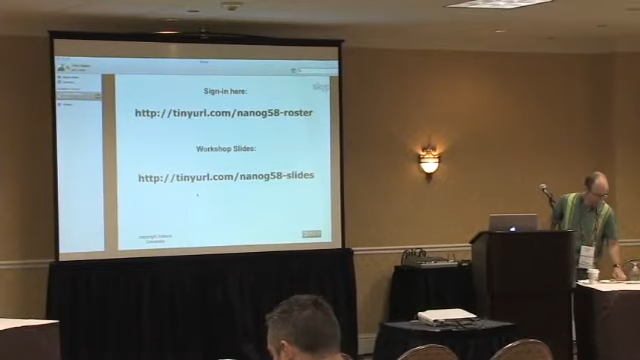 Sign-in here:
http://tinyurl.com/nanog58-roster
Workshop Slides:
http://tinyurl.com/nanog58-slides